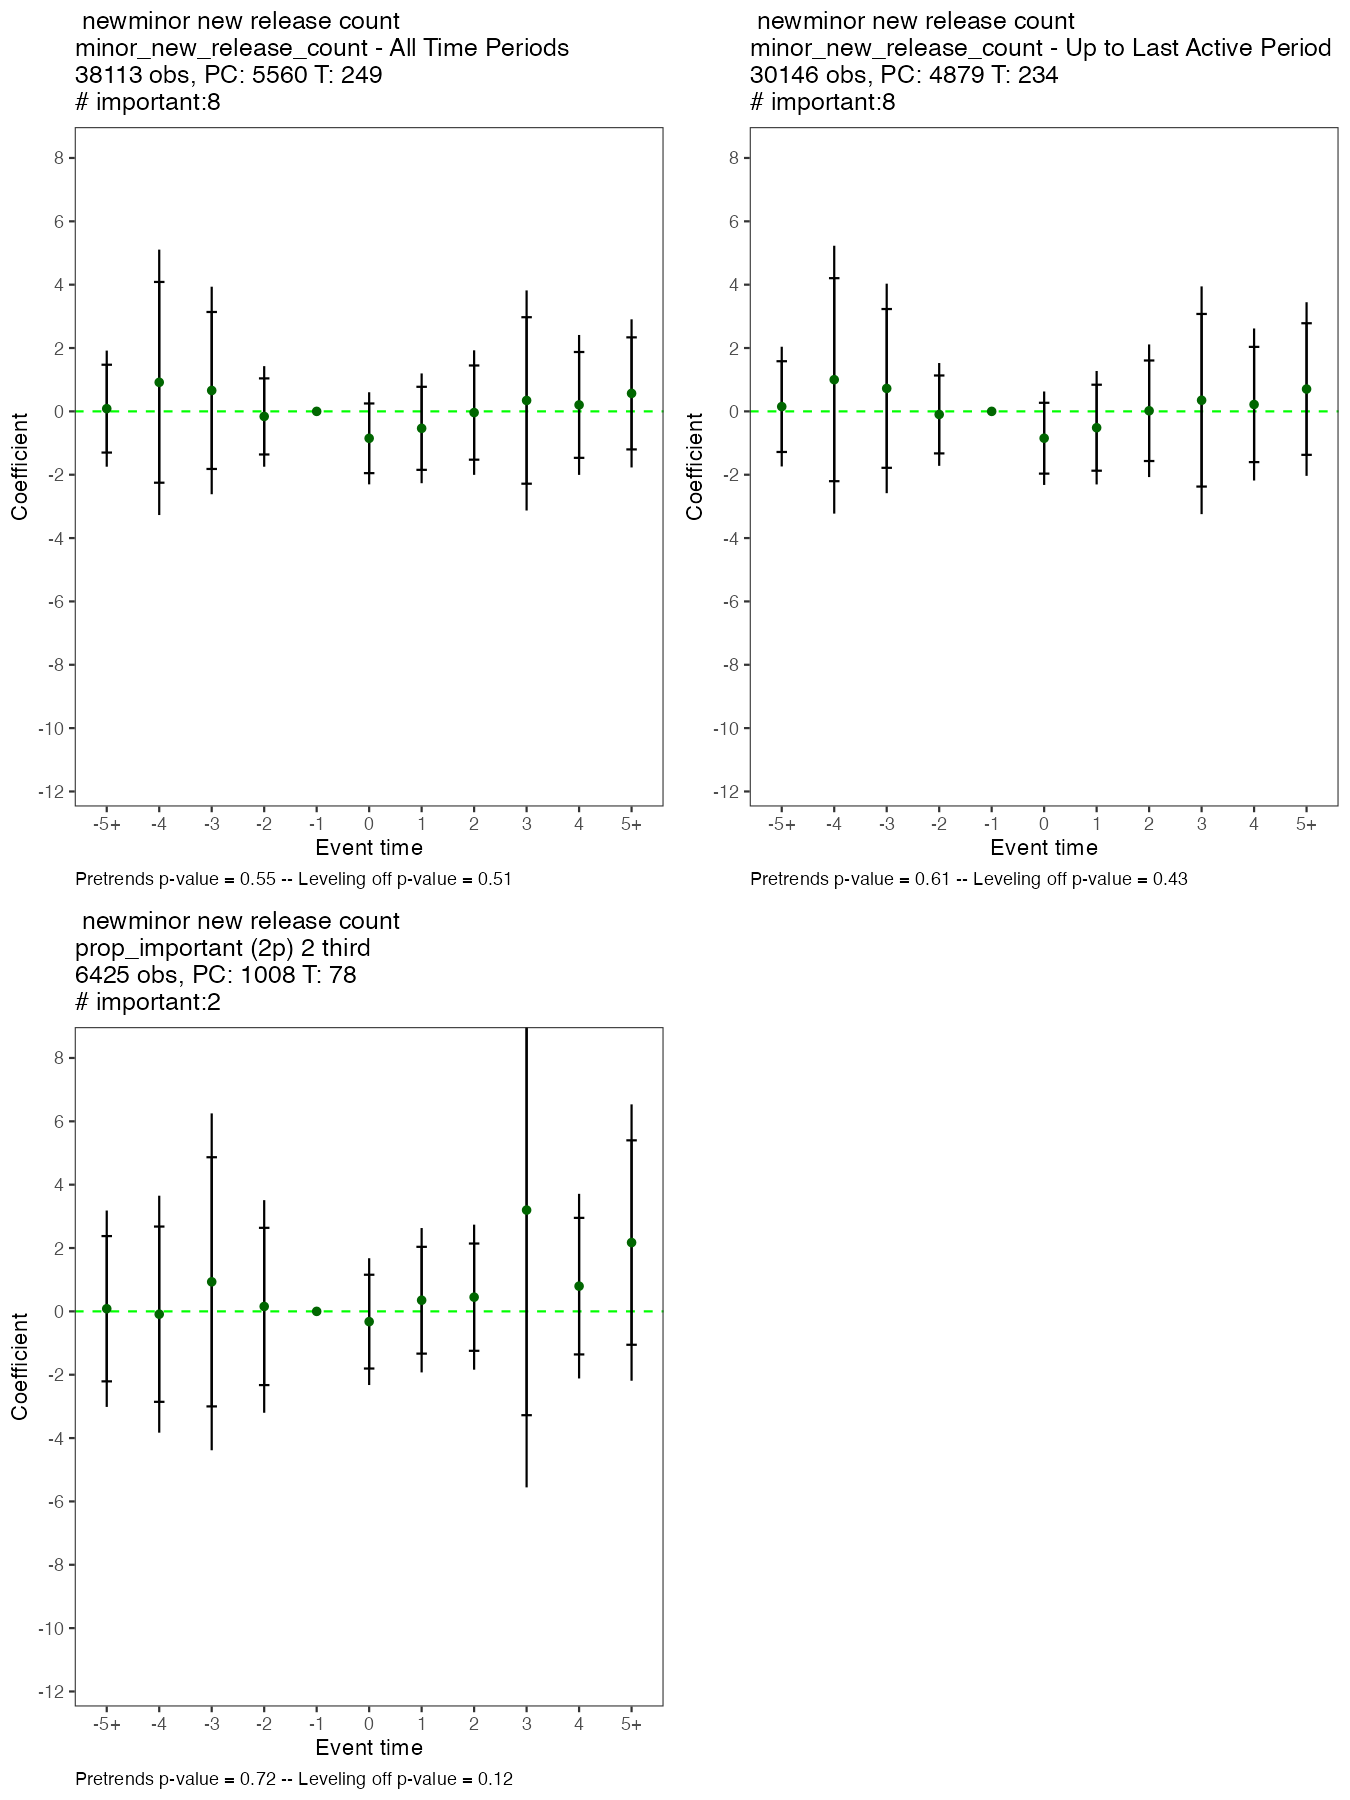 newminor new release count
minor_new_release_count - All Time Periods
38113 obs, PC: 5560 T: 249
# important:8
8
6
4
2
0
-2
-4
-6
-8
-10
-12
Coefficient
-5+ -4 -3 -2 -1 0 1 2 3 4 5+
Event time
Pretrends p-value = 0.55 -- Leveling off p-value = 0.51
newminor new release count
minor_new_release_count - Up to Last Active Period
30146 obs, PC: 4879 T: 234
# important:8
8
6
4
2
0
-2
-4
-6
-8
-10
-12
Coefficient
-5+ -4 -3 -2 -1 0 1 2 3 4 5+
Event time
Pretrends p-value = 0.61 -- Leveling off p-value = 0.43
newminor new release count
prop_important (2p) 2 third
6425 obs, PC: 1008 T: 78
# important:2
8
6
4
2
0
-2
-4
-6
-8
-10
-12
Coefficient
-5+ -4 -3 -2 -1 0 1 2 3 4 5+
Event time
Pretrends p-value = 0.72 -- Leveling off p-value = 0.12